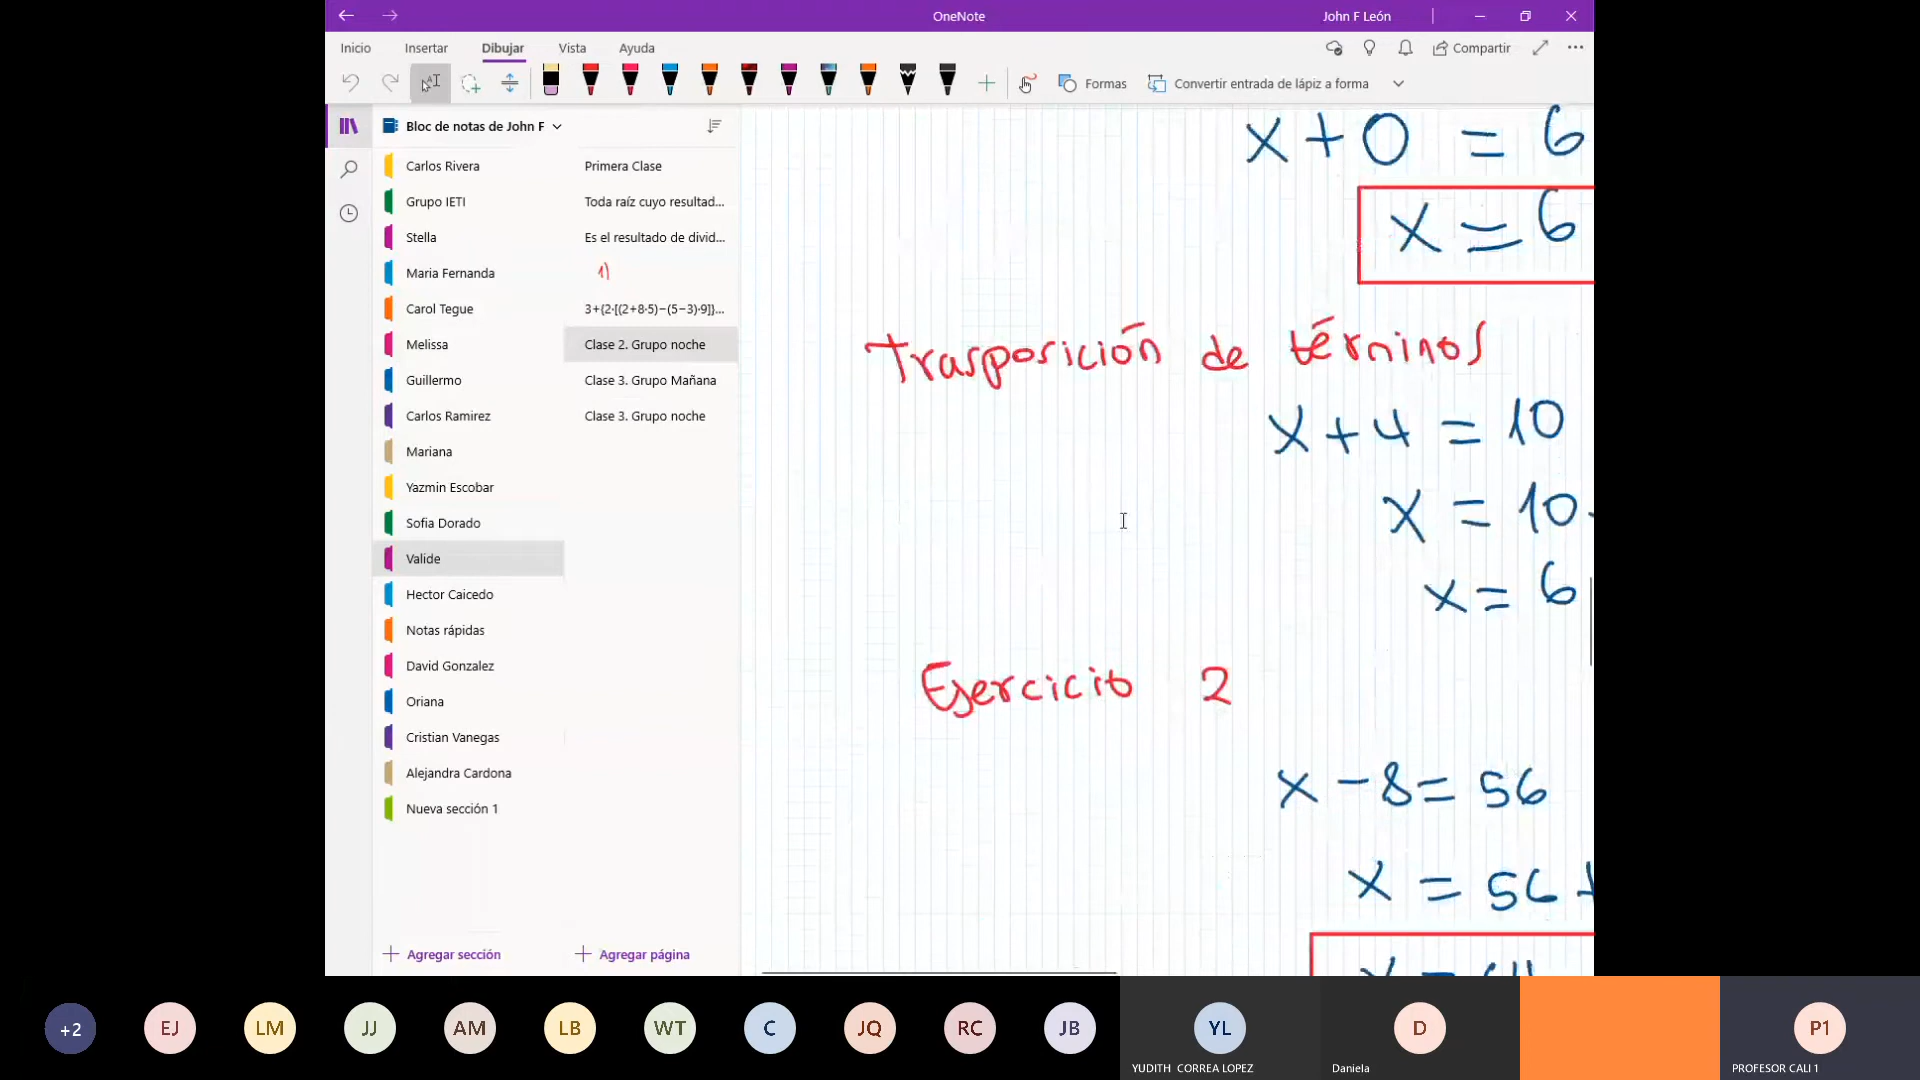 OneNote
John F León
Inicio
Insertar
Dibujar
Vista
Ayuda
Compartir
Formas
Convertir entrada de lápiz a forma
Bloc de notas de John F
Carlos Rivera
Grupo IETI
Stella
Maria Fernanda
Carol Tegue
Melissa
Guillermo
Carlos Ramirez
Mariana
Yazmin Escobar
Sofia Dorado
Valide
Hector Caicedo
Notas rápidas
David Gonzalez
Oriana
Cristian Vanegas
Alejandra Cardona
Nueva sección 1
Agregar sección
Primera Clase
Toda raíz cuyo resultad...
Es el resultado de divid...
1)
3+{2·[(2+8·5)−(5−3)·9]}...
Clase 2. Grupo noche
Clase 3. Grupo Mañana
Clase 3. Grupo noche
Agregar página
x + 0 = 6
x = 6
Trasposición de términos
x + 4 = 10
x = 10
x = 6
Ejercicio 2
x - 8 = 56
x = 56 +
+2
EJ
LM
JJ
AM
LB
WT
C
JQ
RC
JB
YL
YUDITH CORREA LOPEZ
D
Daniela
P1
PROFESOR CALI 1